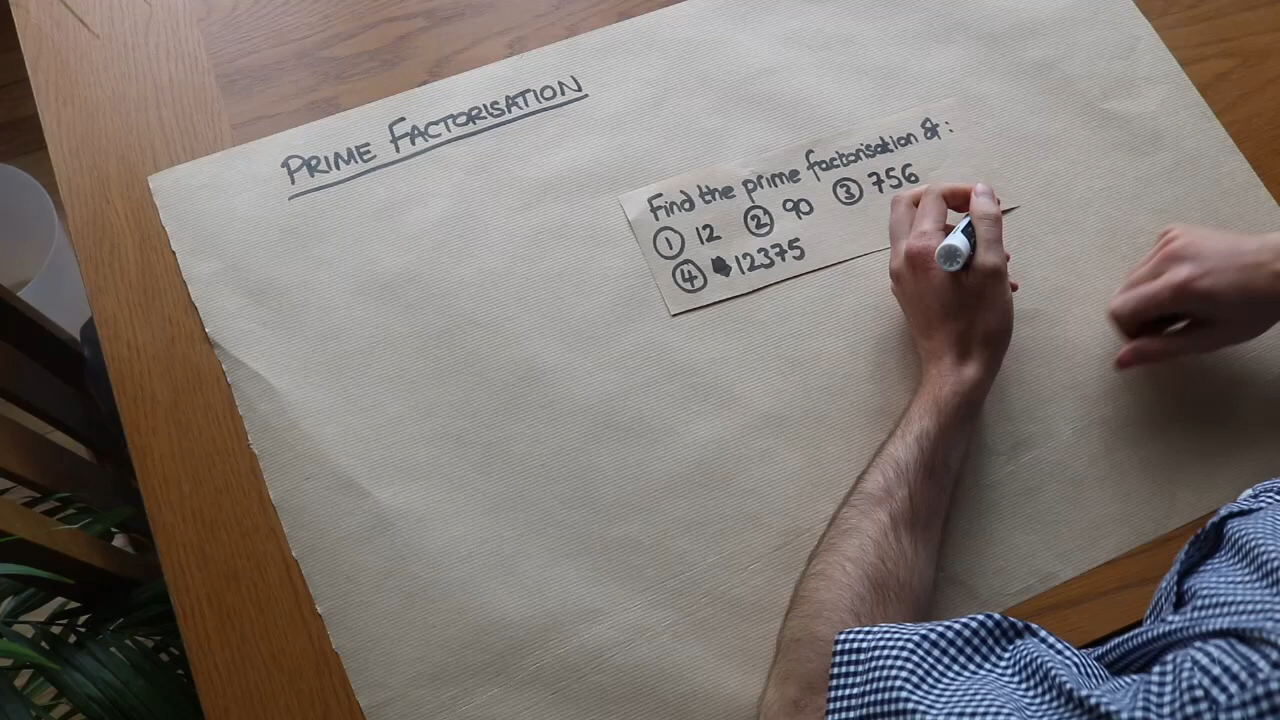 PRIME FACTORISATION
Find the prime factorisation of:
① 12 ② 90 ③ 756
④ 12375